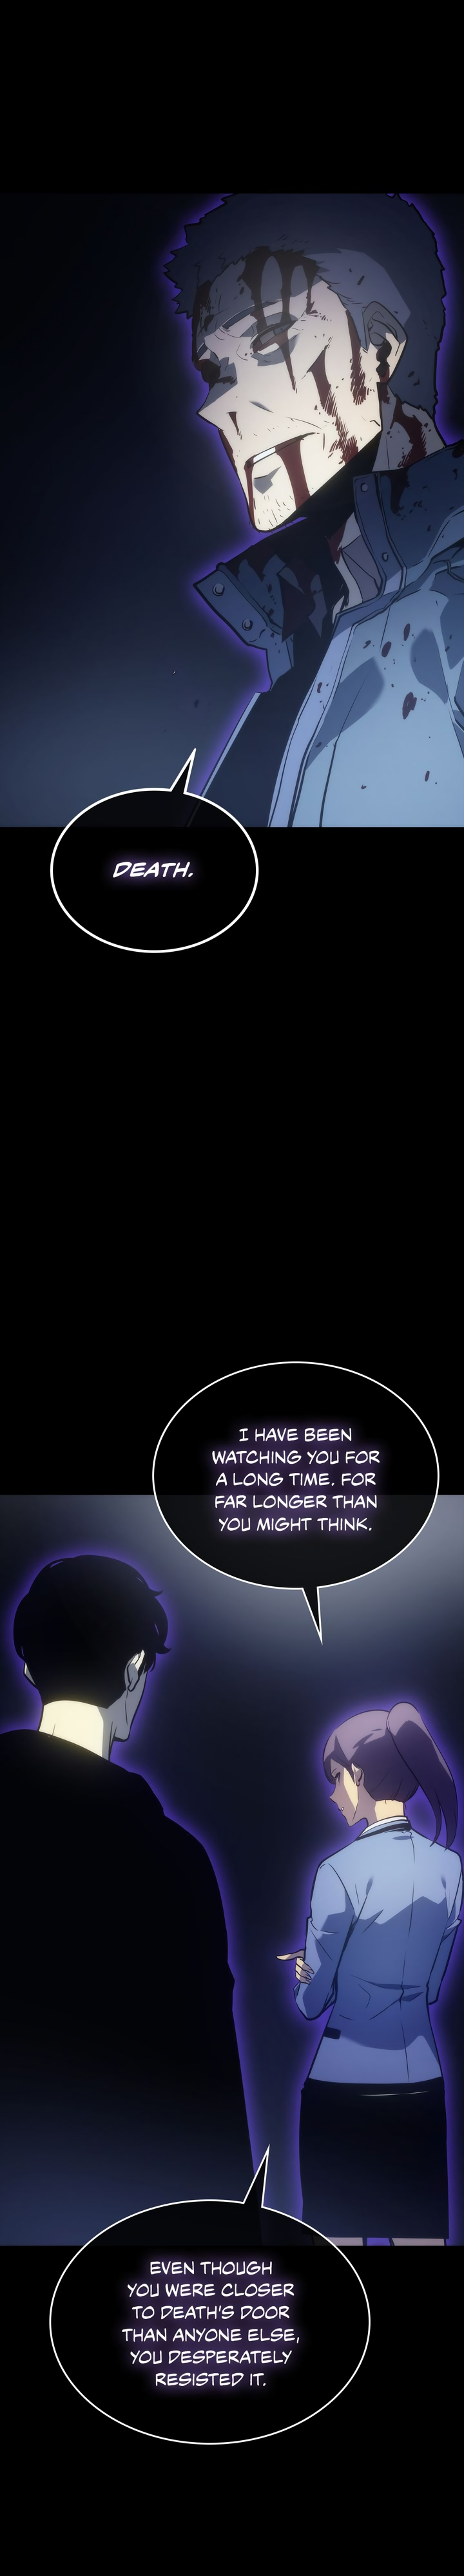 DEATH.
I HAVE BEEN
WATCHING YOU FOR
A LONG TIME. FOR
FAR LONGER THAN
YOU MIGHT THINK.
EVEN THOUGH
YOU WERE CLOSER
TO DEATH'S DOOR
THAN ANYONE ELSE,
YOU DESPERATELY
RESISTED IT.